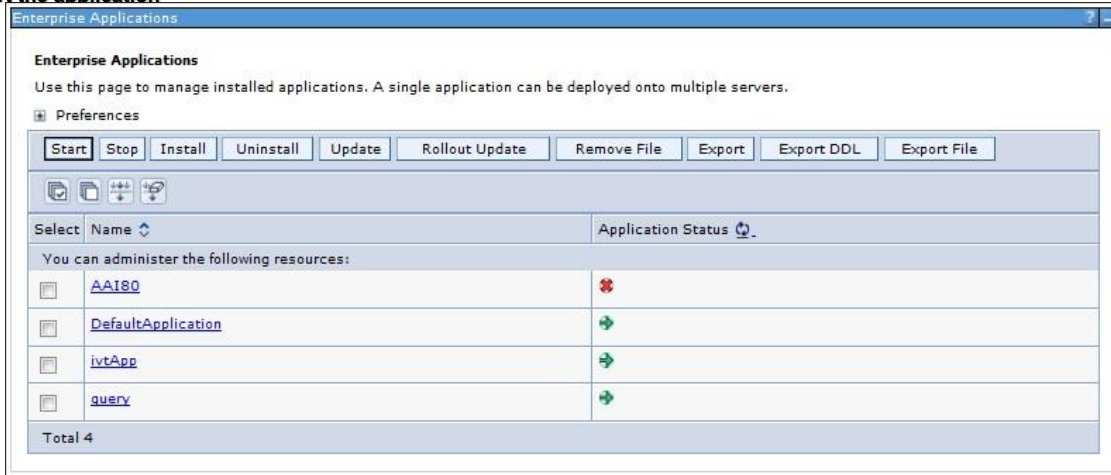 the application
Enterprise Applications ?
Enterprise Applications
Use this page to manage installed applications. A single application can be deployed onto multiple servers.
Preferences
Start Stop Install Uninstall Update Rollout Update Remove File Export Export DDL Export File
Select Name Application Status
You can administer the following resources:
AAI80
DefaultApplication
ivtApp
query
Total 4